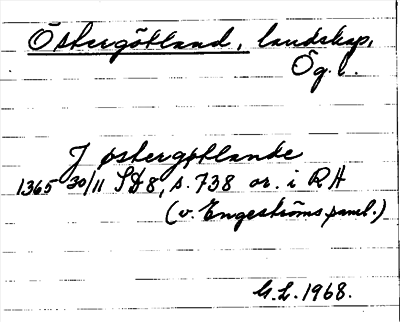 Östergötland, landskap,
Ög. l.
J østergøtlande
1365 30/11 SD 8, s. 738 or. i RA
(v. Engeströms saml.)
G. L. 1968.